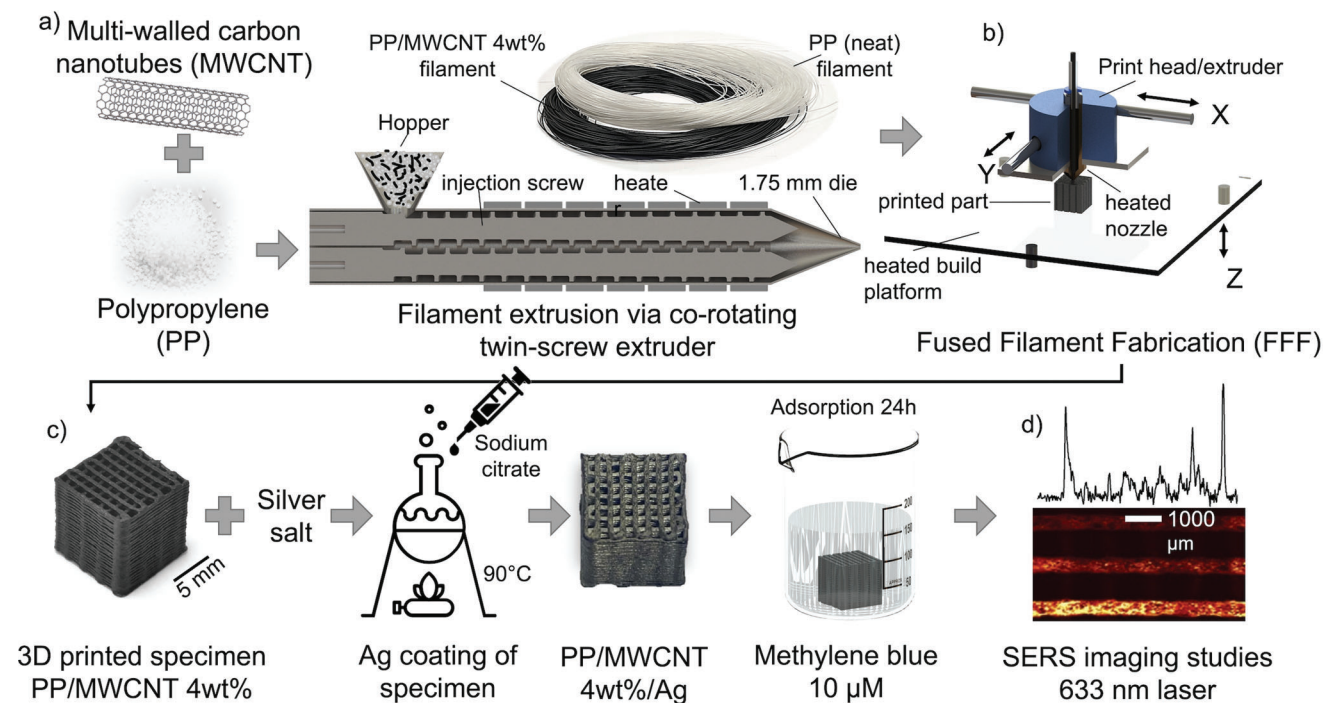 a)
Multi-walled carbon
nanotubes (MWCNT)
Polypropylene
(PP)
PP/MWCNT 4wt%
filament
PP (neat)
filament
Hopper
injection screw
heate
r
1.75 mm die
Filament extrusion via co-rotating
twin-screw extruder
b)
Print head/extruder
X
Y
printed part
heated
nozzle
heated build
platform
Z
Fused Filament Fabrication (FFF)
c)
5 mm
3D printed specimen
PP/MWCNT 4wt%
Silver
salt
Sodium
citrate
90°C
Ag coating of
specimen
PP/MWCNT
4wt%/Ag
Adsorption 24h
200
150
100
50
Methylene blue
10 µM
d)
1000
µm
SERS imaging studies
633 nm laser